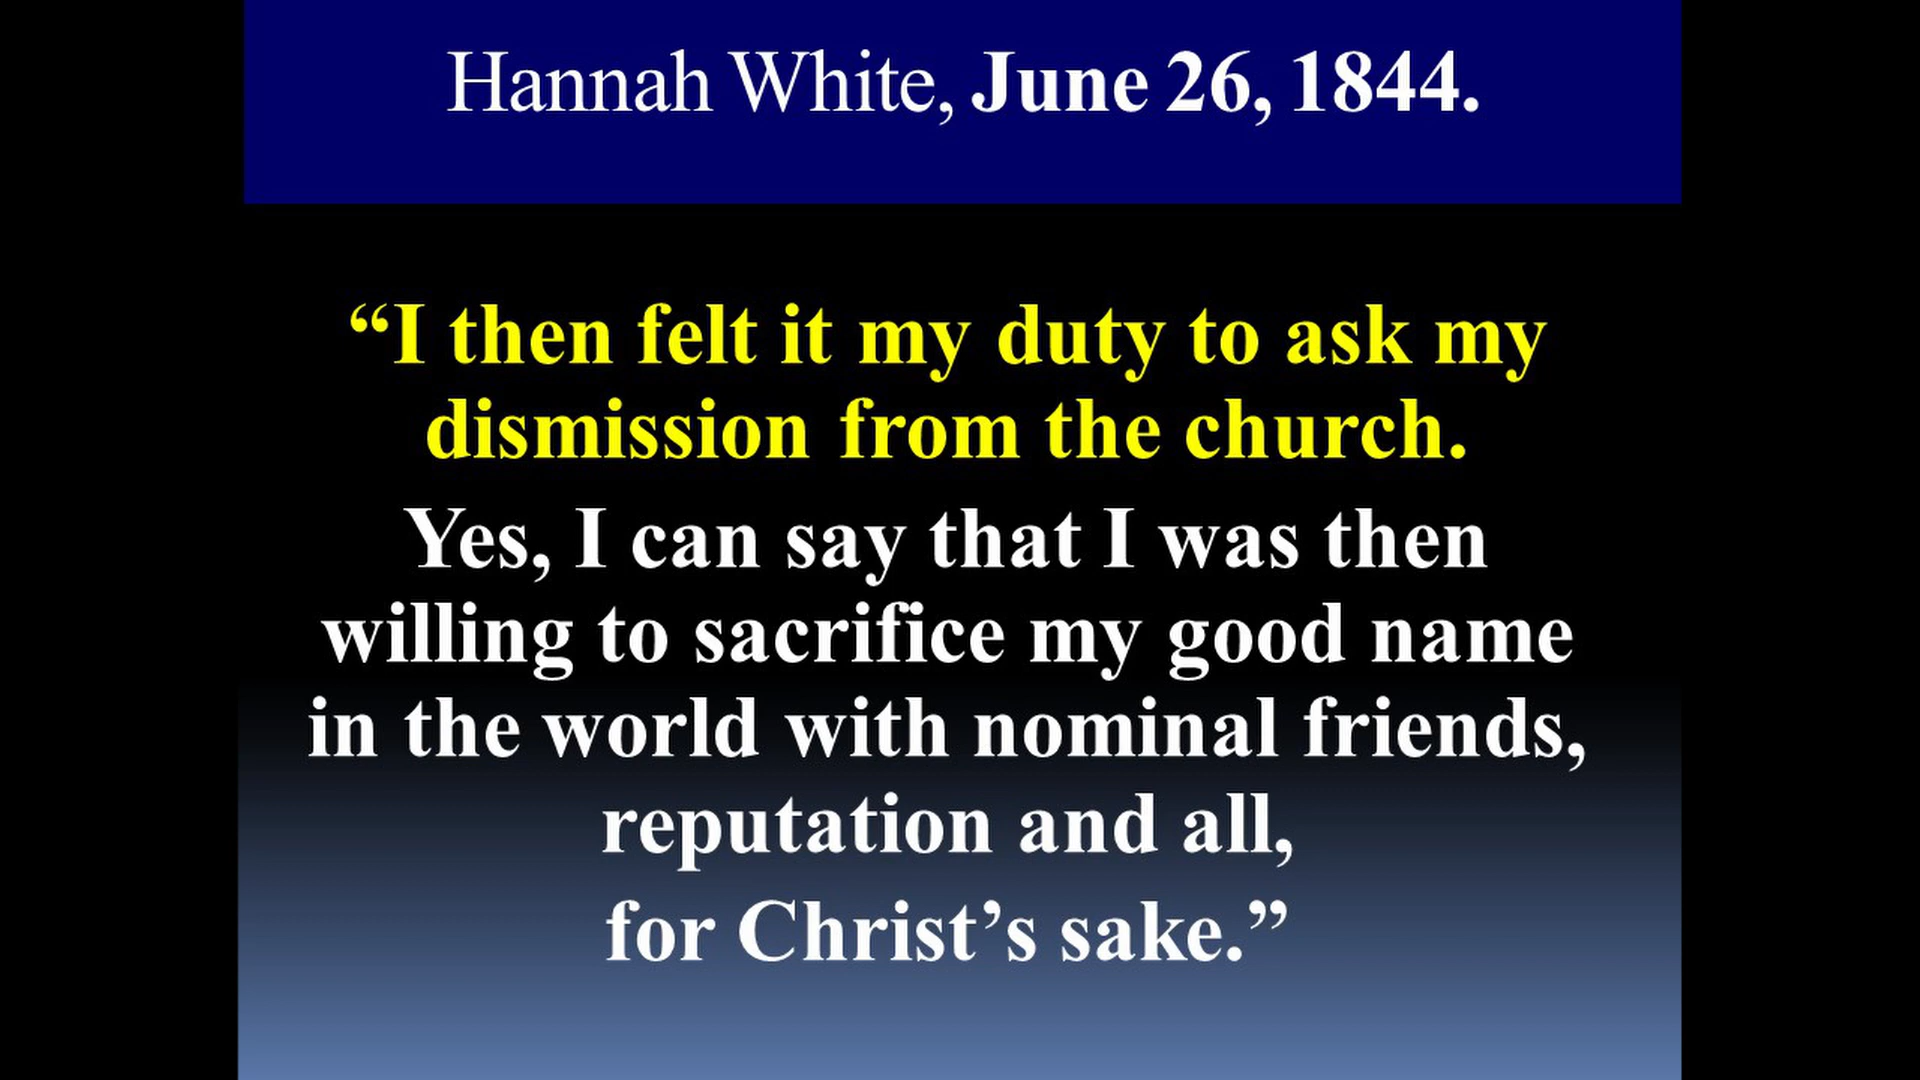 Hannah White, June 26, 1844.
“I then felt it my duty to ask my
dismission from the church.
Yes, I can say that I was then
willing to sacrifice my good name
in the world with nominal friends,
reputation and all,
for Christ’s sake.”